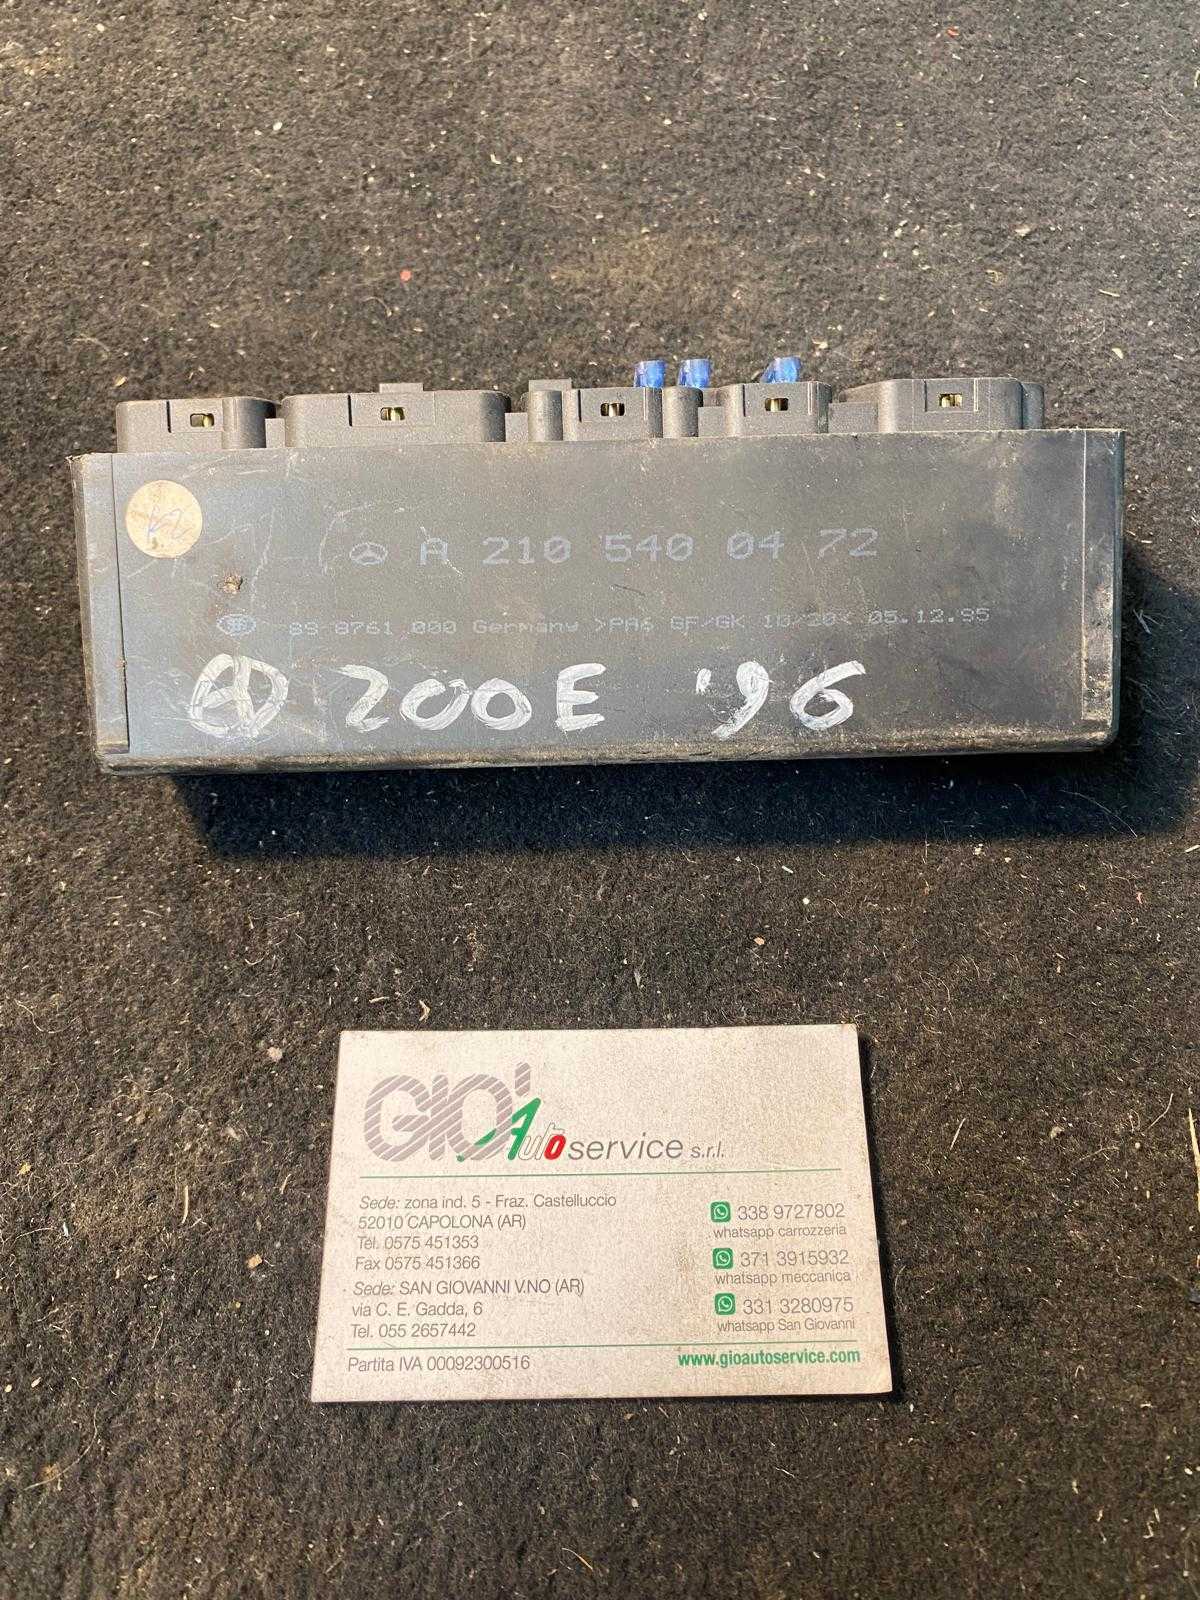 A 210 540 04 72
89 8761 000 Germany >PA6 GF/GK 10/20< 05.12.95
200E '96
GIO' Auto service s.r.l.
Sede: zona ind. 5 - Fraz. Castelluccio
52010 CAPOLONA (AR)
Tel. 0575 451353
Fax 0575 451366
Sede: SAN GIOVANNI V.NO (AR)
via C. E. Gadda, 6
Tel. 055 2657442
Partita IVA 00092300516
338 9727802
whatsapp carrozzeria
371 3915932
whatsapp meccanica
331 3280975
whatsapp San Giovanni
www.gioautoservice.com